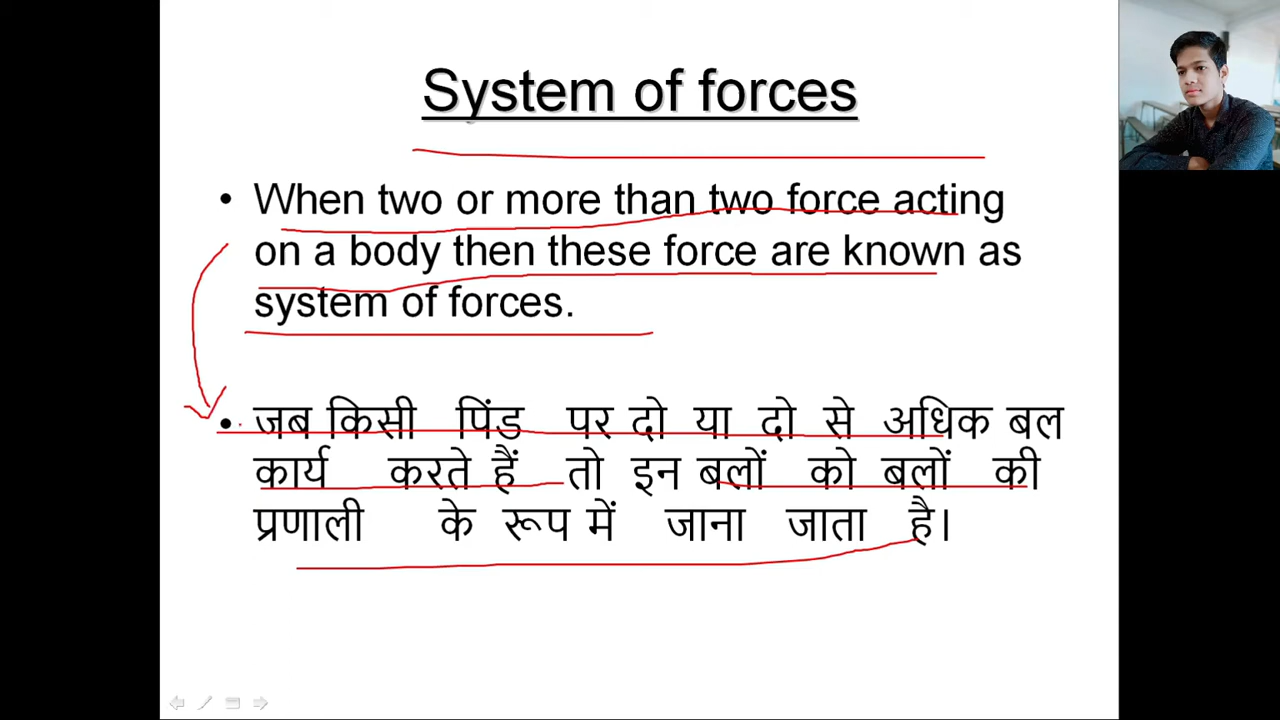 System of forces
• When two or more than two force acting
on a body then these force are known as
system of forces.
• जब किसी पिंड पर दो या दो से अधिक बल
कार्य करते हैं तो इन बलों को बलों की
प्रणाली के रूप में जाना जाता है।